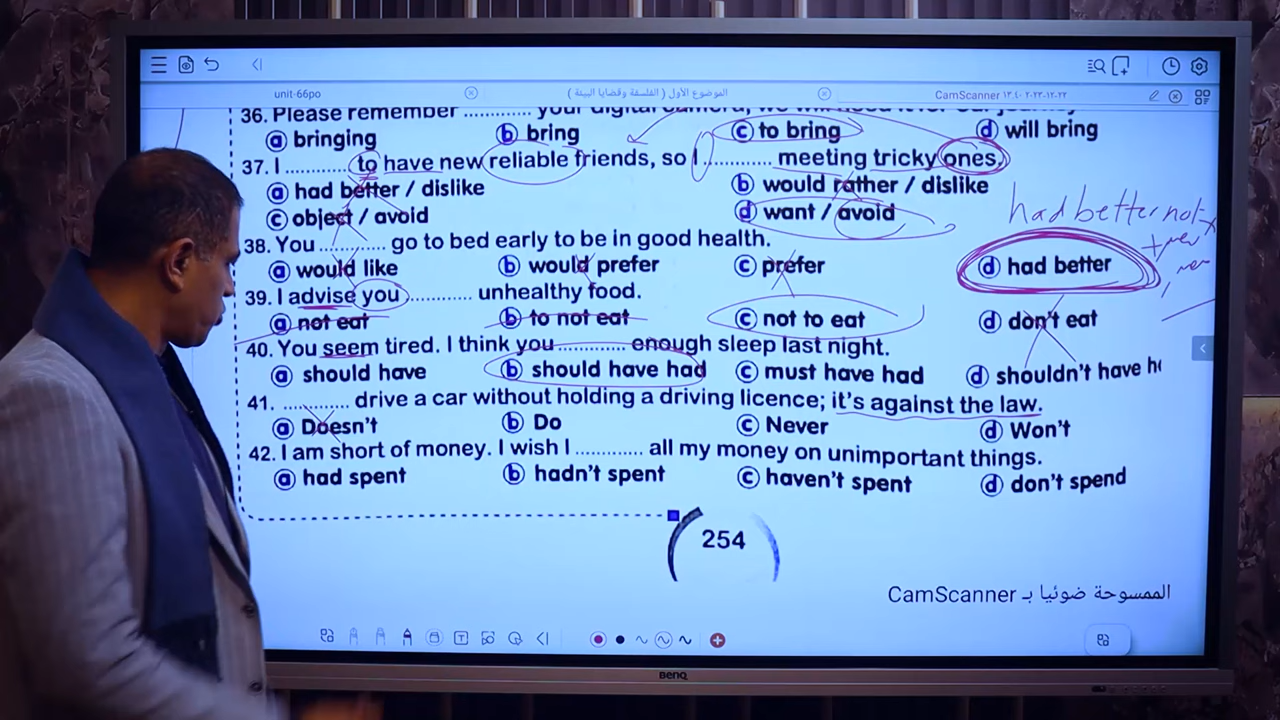 unit-66po
الموضوع الأول ( الفلسفة وقضايا البيئة )
CamScanner ١٣.٤٠ ٢٠٢٣-١٢-٢٢
36. Please remember ............. your digital camera, we will need it for our journey.
ⓐ bringing ⓑ bring ⓒ to bring ⓓ will bring
37. I ............. to have new reliable friends, so I ............. meeting tricky ones.
ⓐ had better / dislike ⓑ would rather / dislike
ⓒ object / avoid ⓓ want / avoid
had better not
38. You ............. go to bed early to be in good health.
ⓐ would like ⓑ would prefer ⓒ prefer ⓓ had better
39. I advise you ............. unhealthy food.
ⓐ not eat ⓑ to not eat ⓒ not to eat ⓓ don't eat
40. You seem tired. I think you ............. enough sleep last night.
ⓐ should have ⓑ should have had ⓒ must have had ⓓ shouldn't have h
41. ............. drive a car without holding a driving licence; it's against the law.
ⓐ Doesn't ⓑ Do ⓒ Never ⓓ Won't
42. I am short of money. I wish I ............. all my money on unimportant things.
ⓐ had spent ⓑ hadn't spent ⓒ haven't spent ⓓ don't spend
254
الممسوحة ضوئيا بـ CamScanner
BenQ